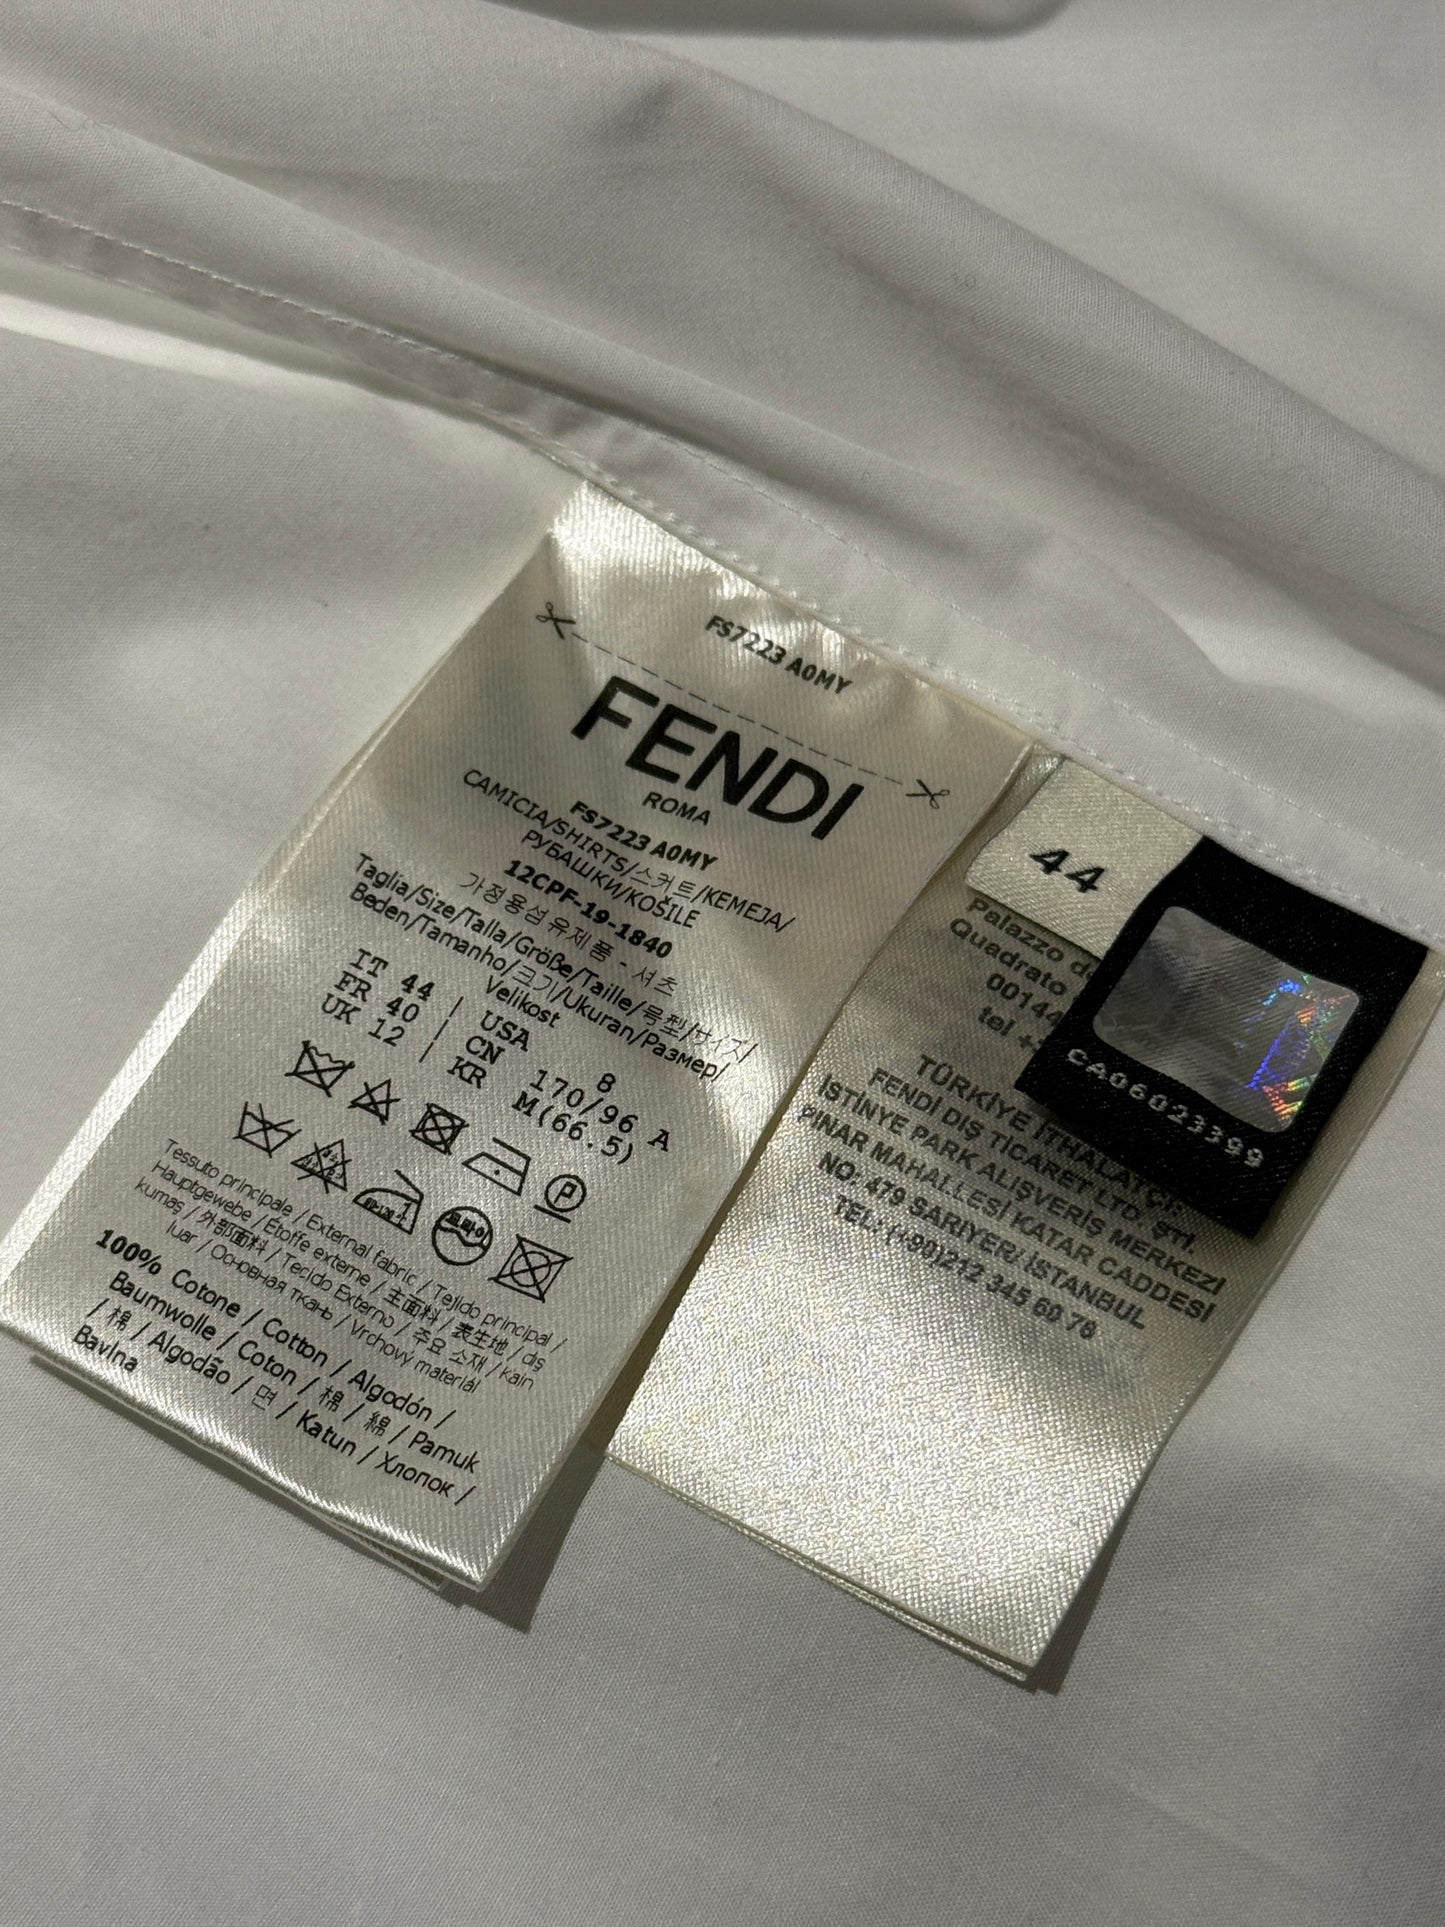 FS7223 A0MY
FENDI
ROMA
FS7223 A0MY
CAMICIA/SHIRTS/스커트/KEMEJA/
РУБАШКИ/KOŠILE
12CPF-19-1840
가정용섬유제품 - 셔츠
Taglia/Size/Talla/Größe/Taille/号型/サイズ/
Beden/Tamanho/크기/Ukuran/Размер/
Velikost
IT 44 | USA 8
FR 40 | CN 170/96 A
UK 12 | KR M(66.5)
P
드라이
Tessuto principale / External fabric / Tejido principal /
Hauptgewebe / Étoffe externe / 主面料 / 表生地 / dış
kumaş / 外部面料 / Tecido Externo / 주요 소재 / Kain
luar / Основная ткань / Vrchový materiál
100% Cotone / Cotton / Algodón /
Baumwolle / Coton / 棉 / 綿 / Pamuk
/ 棉 / Algodão / 면 / Katun / Хлопок /
Bavlna
44
Palazzo
Quadrato
0014
tel
CA06023399
TÜRKİYE İTHALATÇI:
FENDİ DIŞ TİCARET LTD. ŞTİ.
İSTİNYE PARK ALIŞVERİŞ MERKEZİ
PINAR MAHALLESİ KATAR CADDESİ
NO: 479 SARIYER/ İSTANBUL
TEL: (+90)212 345 60 78